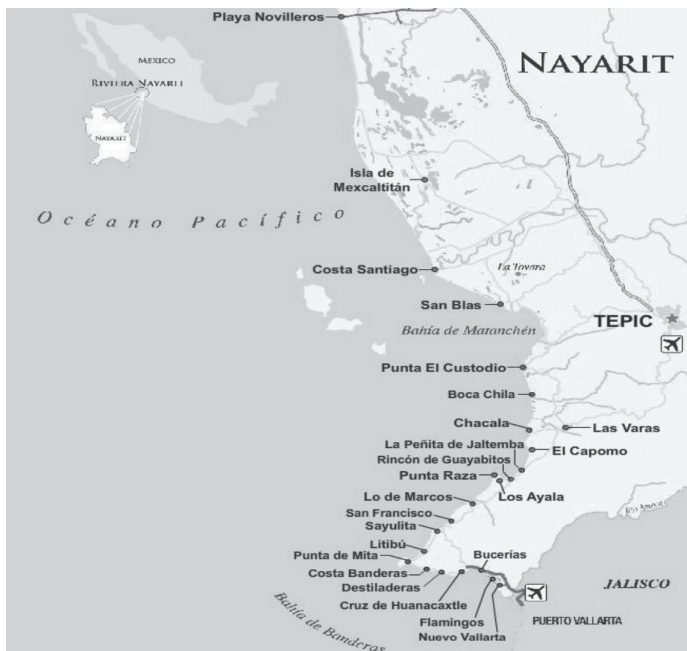 Playa Novilleros
MEXICO
RIVIERA NAYARIT
NAYARIT
NAYARIT
Isla de
Mexcaltitán
Océano Pacífico
Costa Santiago
La Tovara
San Blas
TEPIC
Bahía de Matanchén
Punta El Custodio
Boca Chila
Chacala
Las Varas
La Peñita de Jaltemba
El Capomo
Rincón de Guayabitos
Punta Raza
Los Ayala
Lo de Marcos
Río Ameca
San Francisco
Sayulita
Litibú
Bucerías
Punta de Mita
Costa Banderas
Destiladeras
JALISCO
Cruz de Huanacaxtle
Bahía de Banderas
Flamingos
PUERTO VALLARTA
Nuevo Vallarta